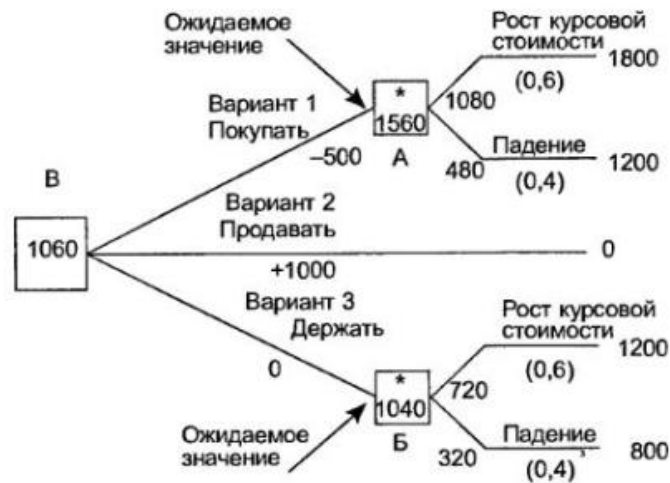 Ожидаемое
значение
Рост курсовой
стоимости
1800
(0,6)
*
1560
1080
А
Вариант 1
Покупать
–500
Падение
480
(0,4)
1200
В
1060
Вариант 2
Продавать
+1000
0
Вариант 3
Держать
0
Рост курсовой
стоимости
1200
(0,6)
*
1040
720
Б
Ожидаемое
значение
Падение
320
(0,4)
800